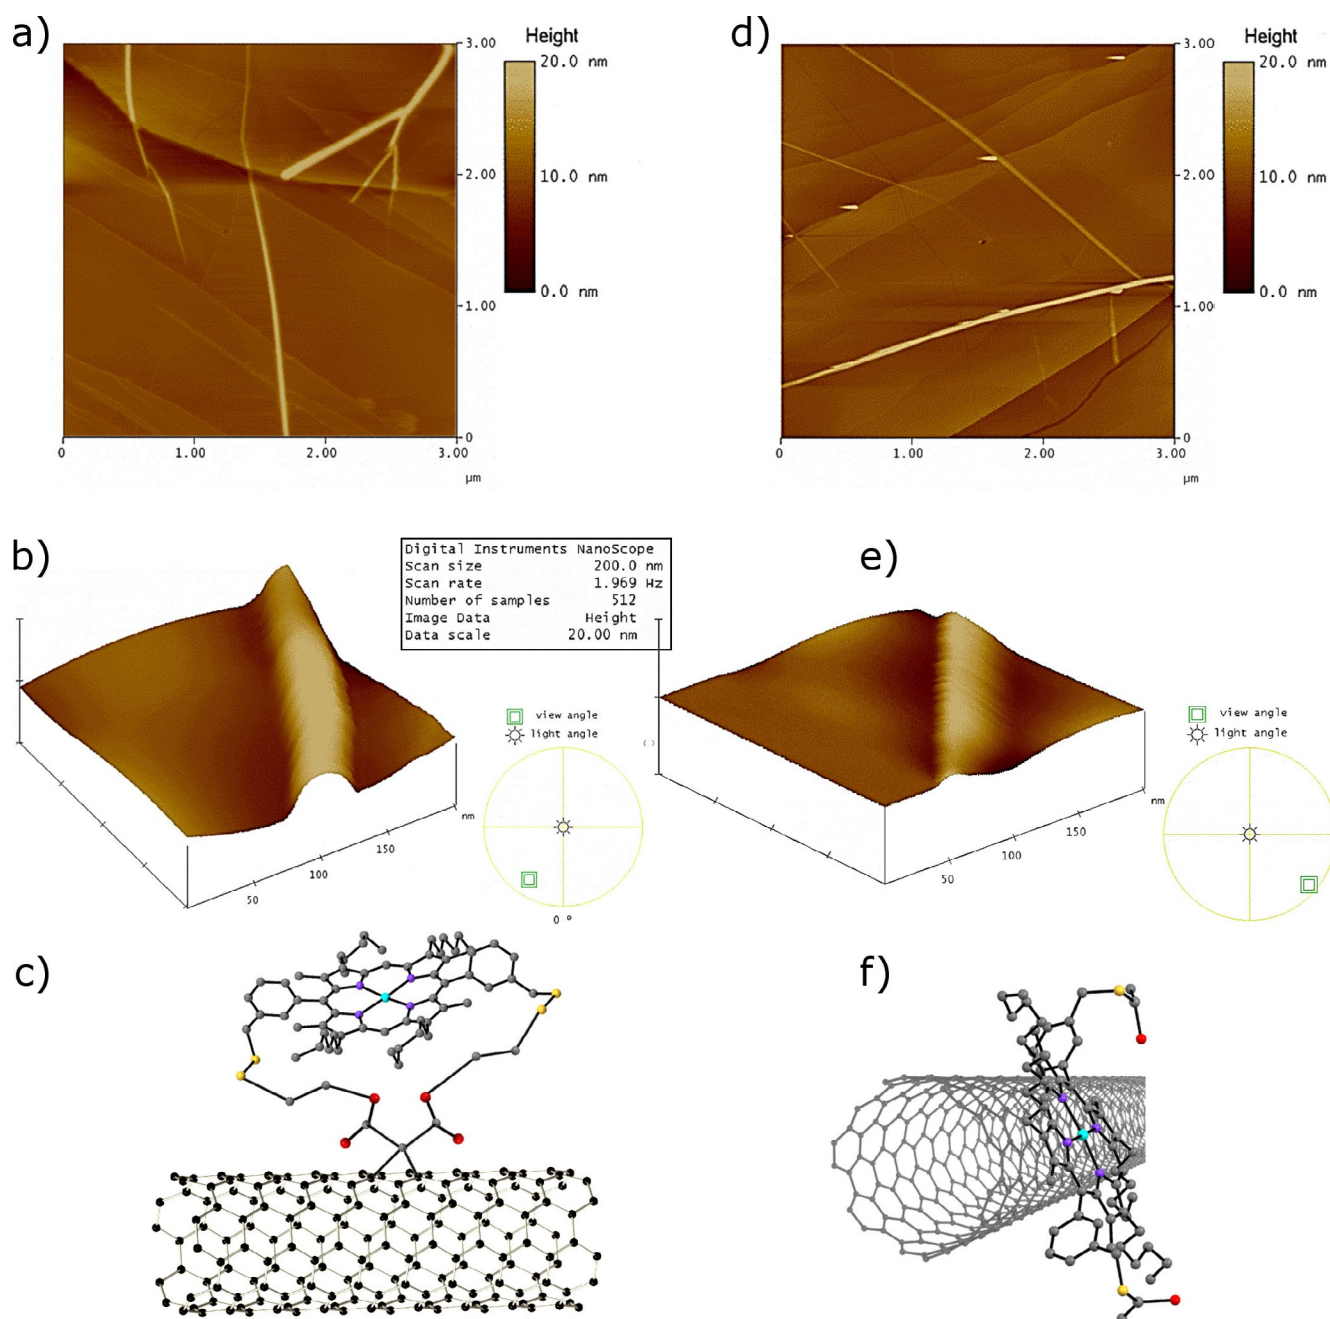 a)
Height
20.0 nm
10.0 nm
0.0 nm
3.00
2.00
1.00
0
0
1.00
2.00
3.00
µm
d)
Height
20.0 nm
10.0 nm
0.0 nm
3.00
2.00
1.00
0
0
1.00
2.00
3.00
µm
b)
Digital Instruments NanoScope
Scan size 200.0 nm
Scan rate 1.969 Hz
Number of samples 512
Image Data Height
Data scale 20.00 nm
view angle
light angle
nm
150
100
50
0 º
e)
view angle
light angle
nm
150
100
50
c)
f)